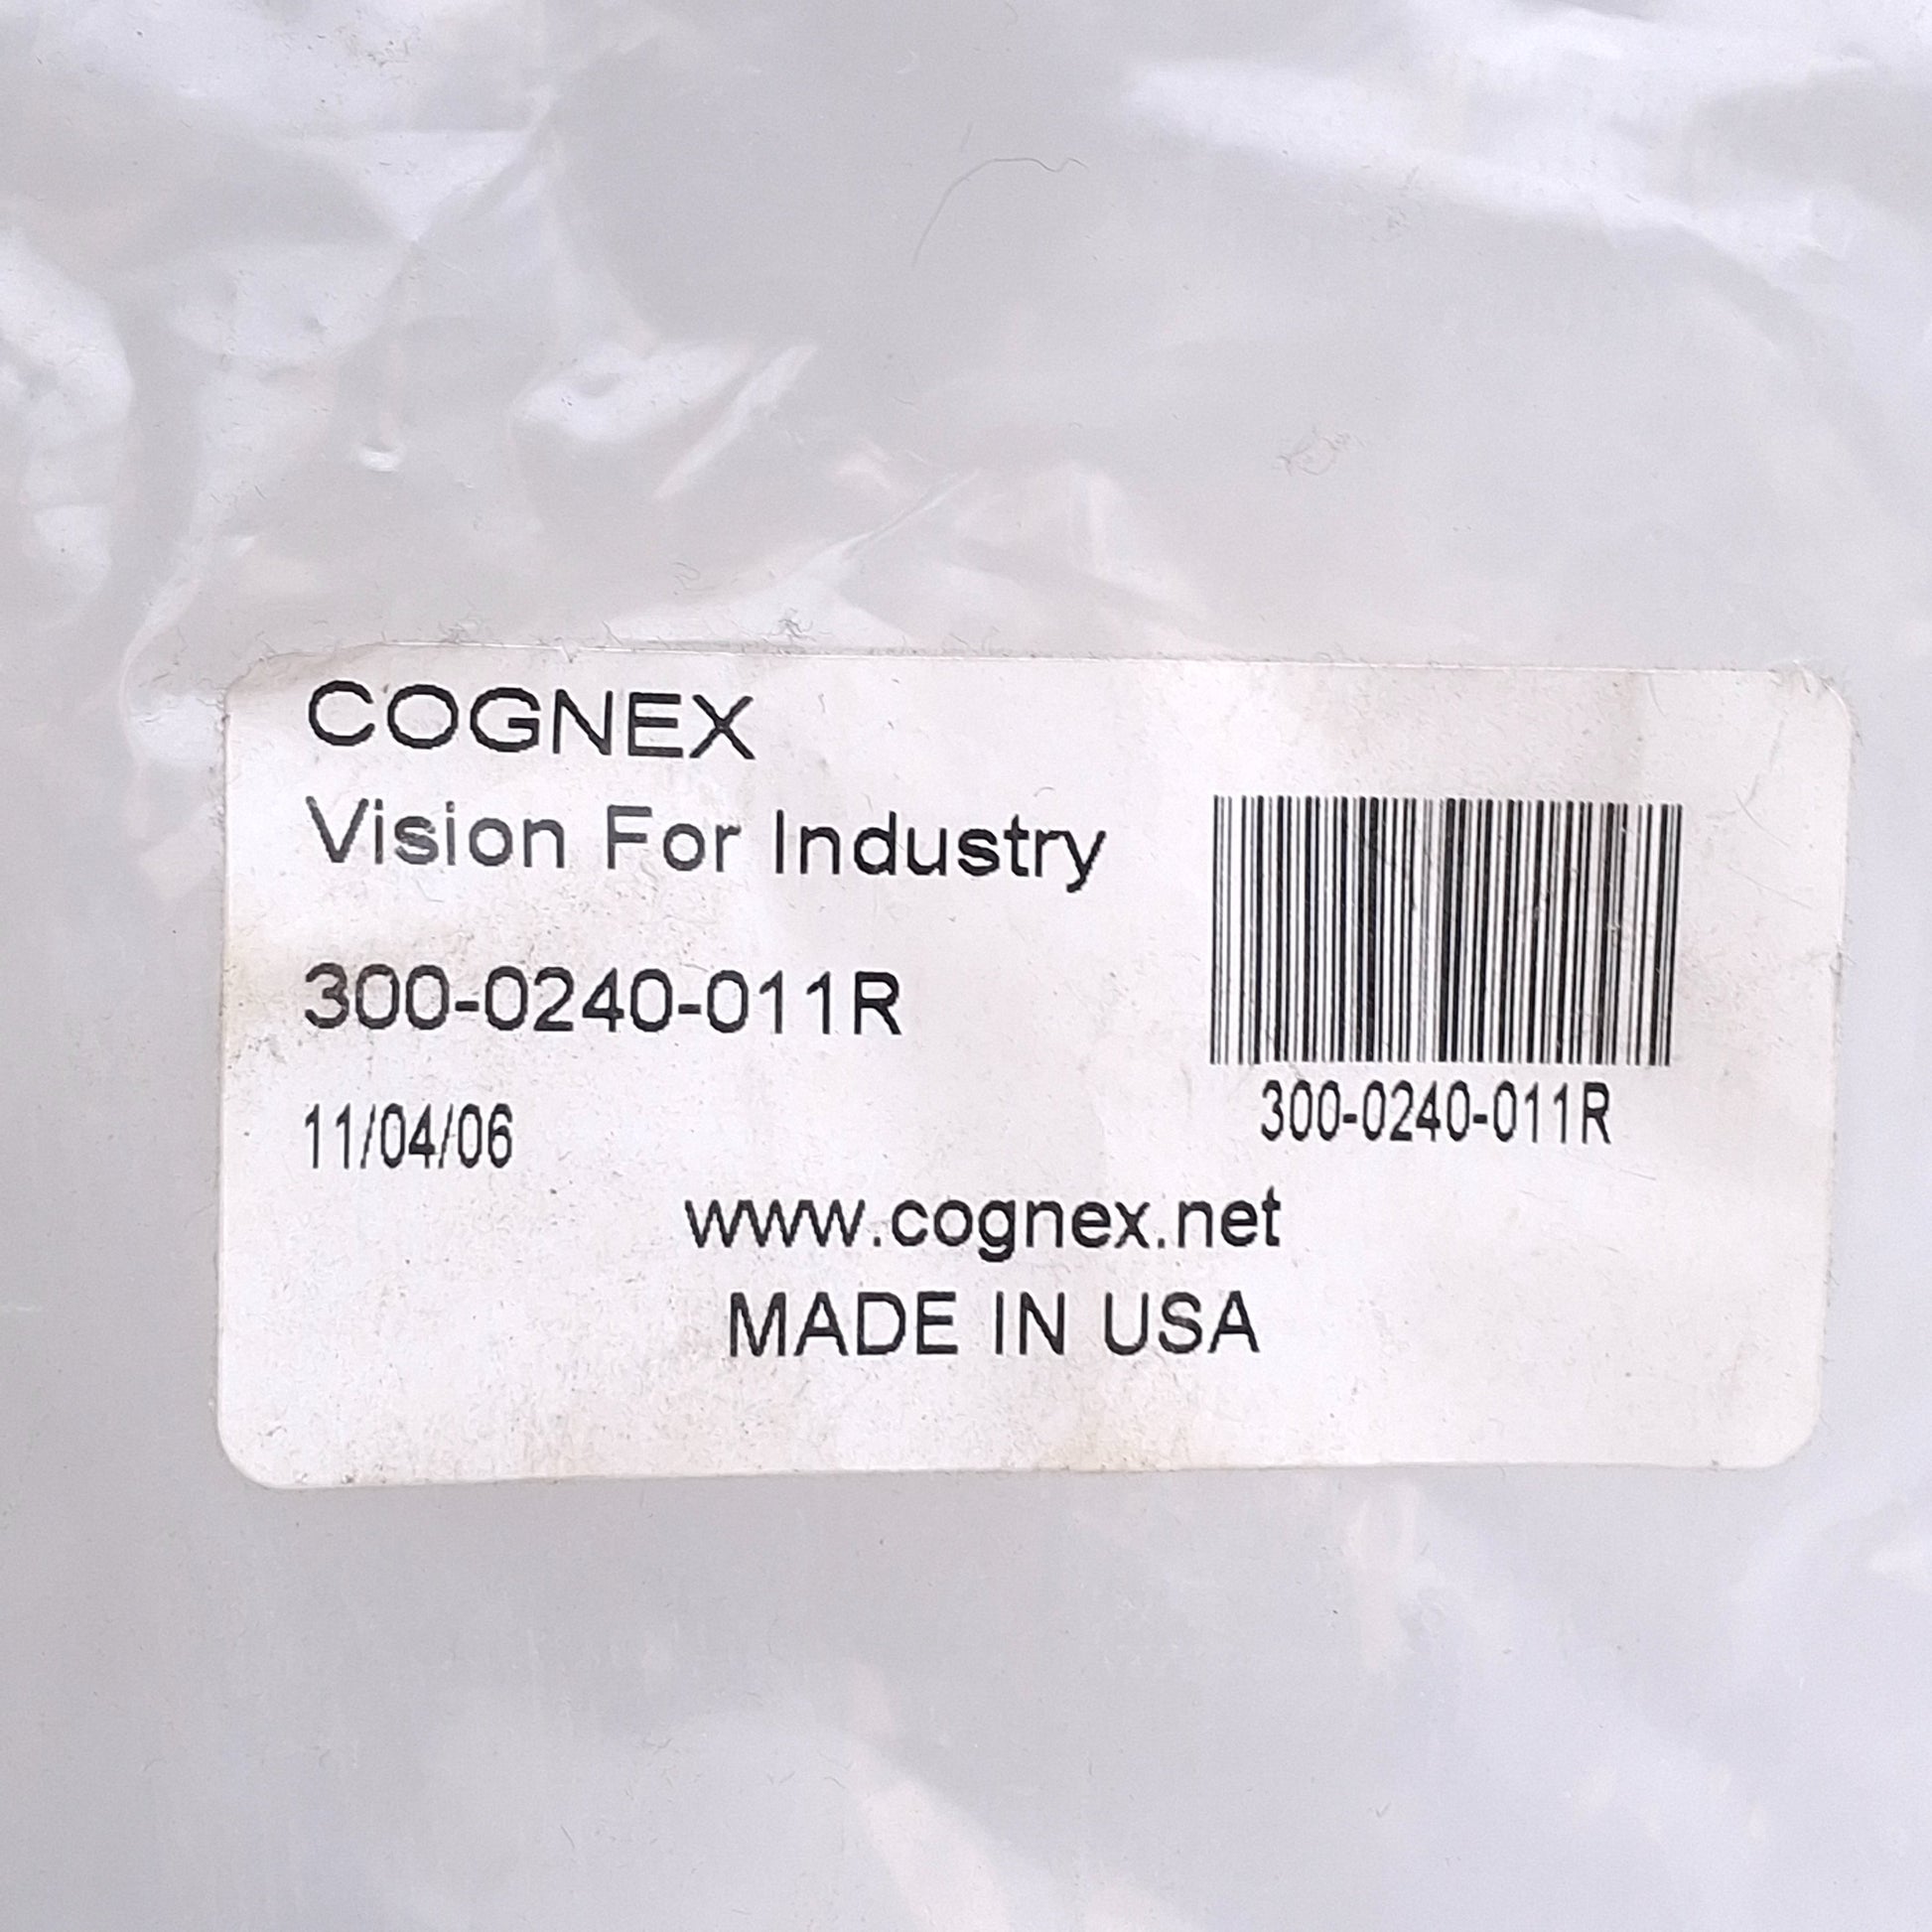 COGNEX
Vision For Industry
300-0240-011R
300-0240-011R
11/04/06
www.cognex.net
MADE IN USA